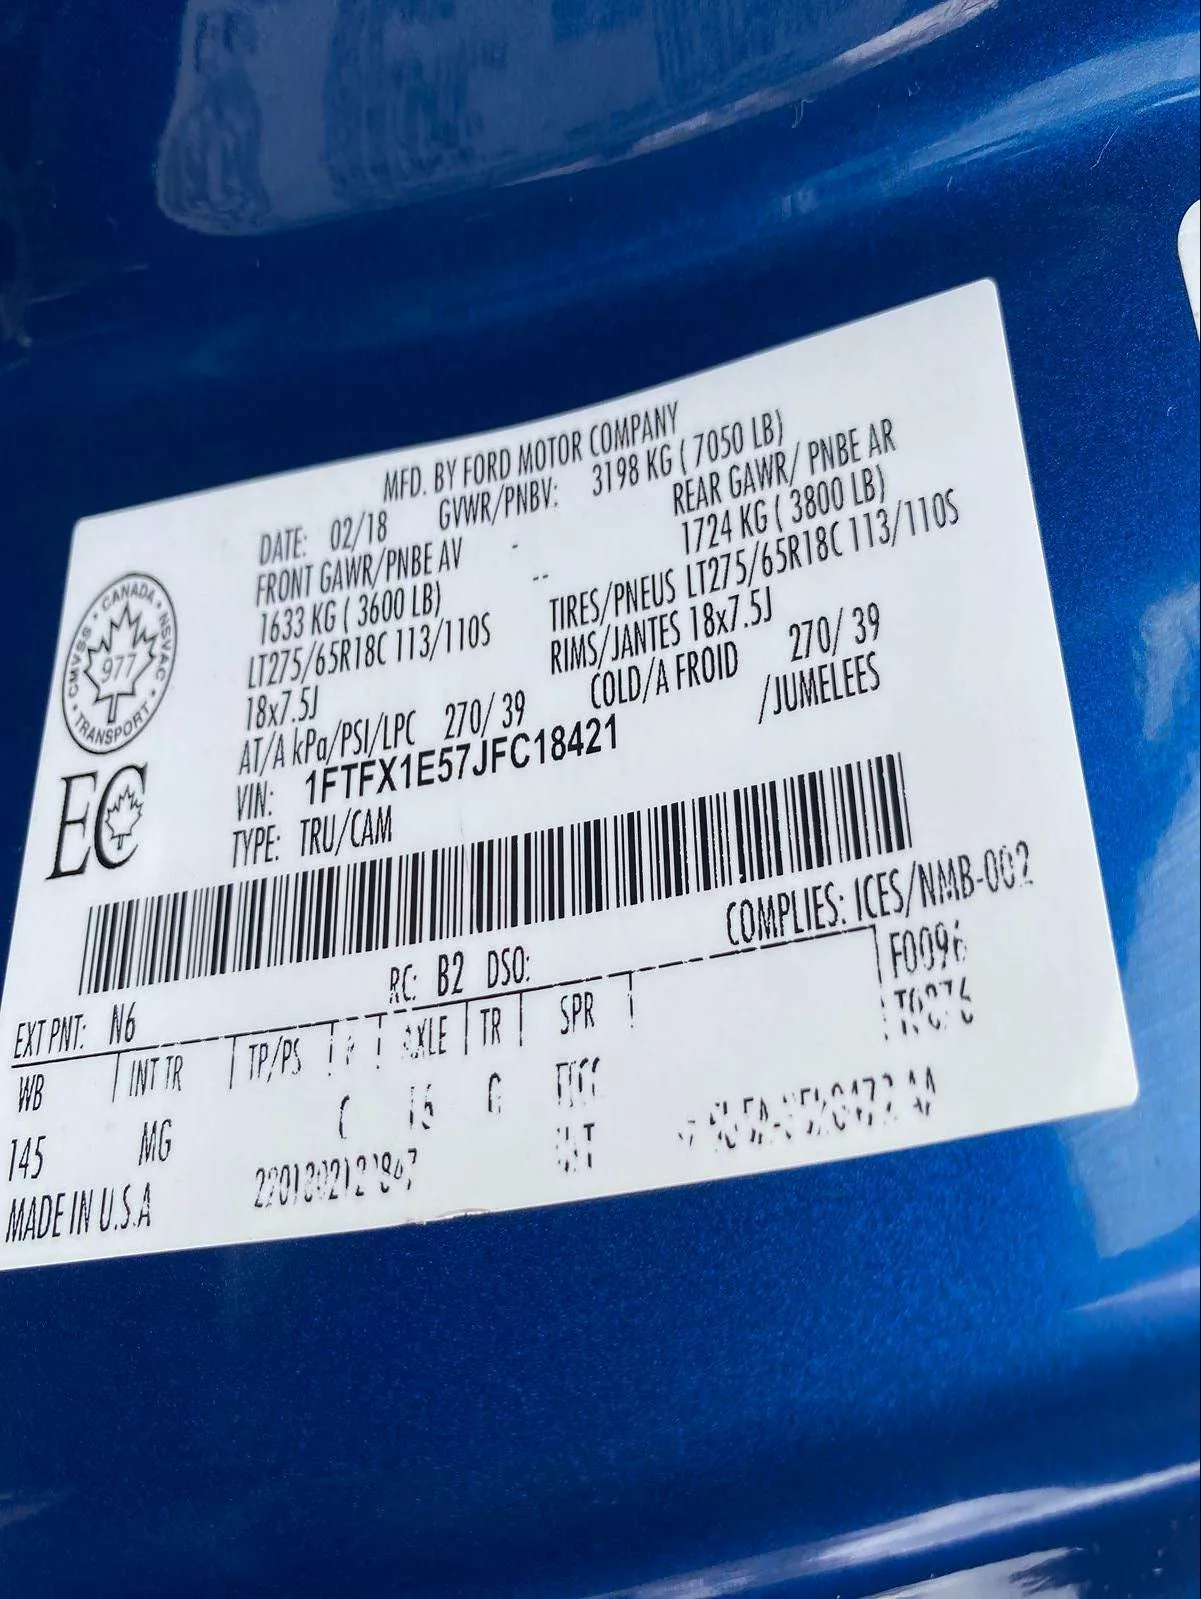 MFD. BY FORD MOTOR COMPANY
DATE: 02/18 GVWR/PNBV: 3198 KG ( 7050 LB)
FRONT GAWR/PNBE AV - REAR GAWR/ PNBE AR
1633 KG ( 3600 LB) -- 1724 KG ( 3800 LB)
LT275/65R18C 113/110S TIRES/PNEUS LT275/65R18C 113/110S
18x7.5J RIMS/JANTES 18x7.5J
AT/A kPa/PSI/LPC 270/ 39 COLD/A FROID 270/ 39
VIN: 1FTFX1E57JFC18421 /JUMELEES
TYPE: TRU/CAM
CMVSS • CANADA • NSVAC • TRANSPORT •
977
EC
COMPLIES: ICES/NMB-002
EXT PNT: N6 RC: B2 DSO: F0096
WB INT TR TP/PS AXLE TR SPR
145 MG
MADE IN U.S.A